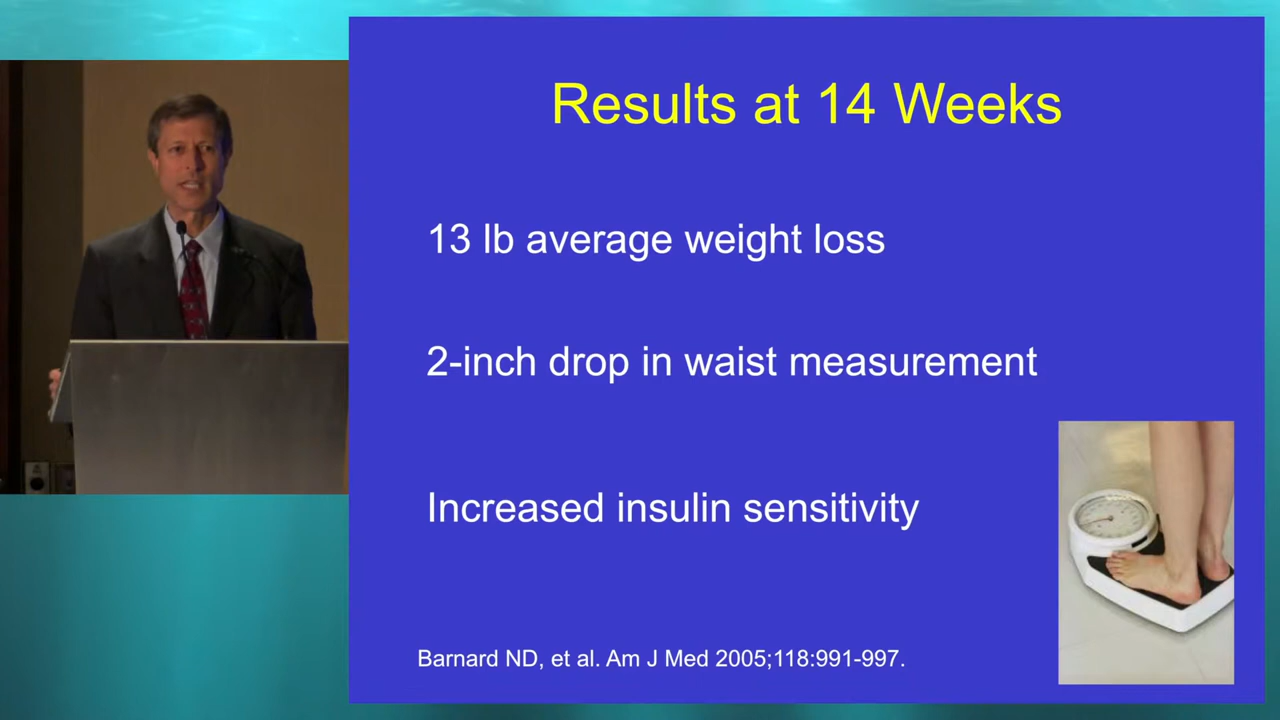 Results at 14 Weeks
13 lb average weight loss
2-inch drop in waist measurement
Increased insulin sensitivity
Barnard ND, et al. Am J Med 2005;118:991-997.